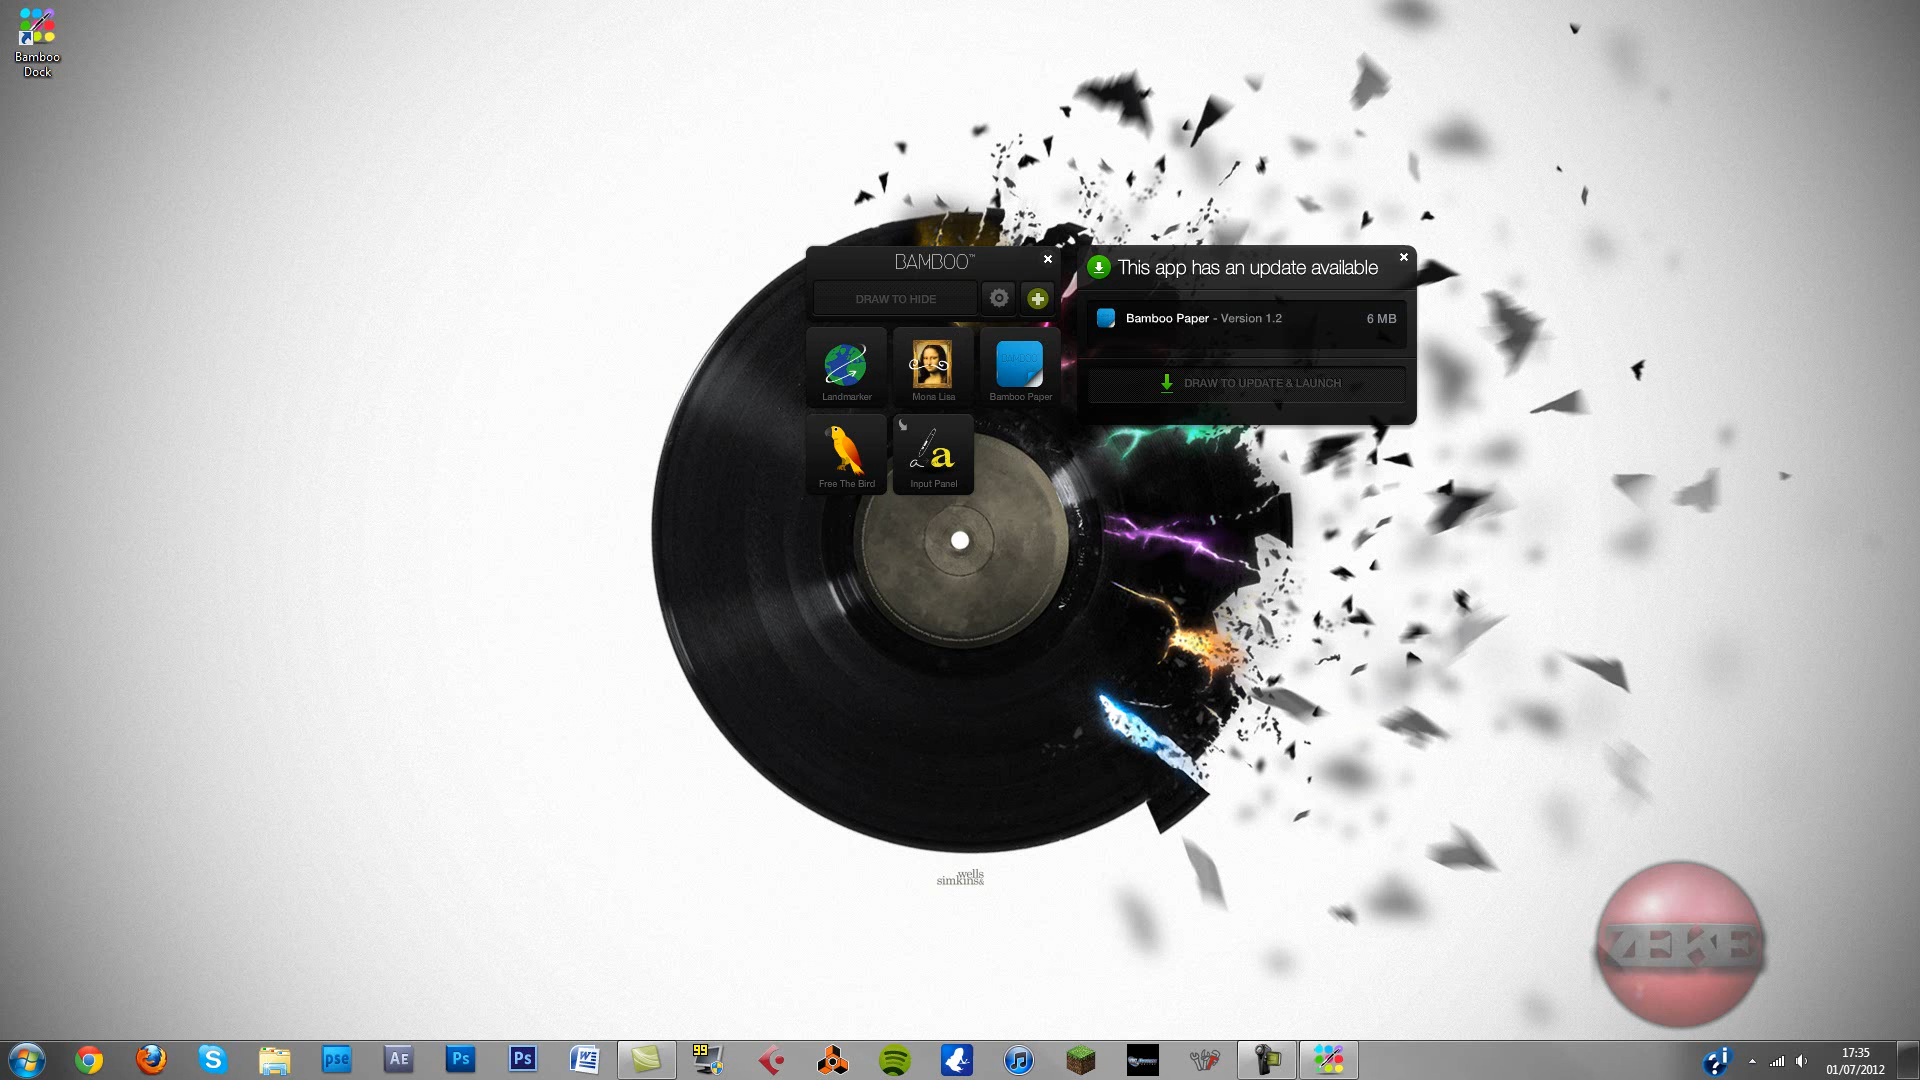 Bamboo
Dock
BAMBOO™
DRAW TO HIDE
Landmarker
Mona Lisa
BAMBOO
Bamboo Paper
Free The Bird
a a
Input Panel
This app has an update available
Bamboo Paper - Version 1.2
6 MB
DRAW TO UPDATE & LAUNCH
wells
simkins&
ZEKE
S
pse
AE
Ps
Ps
W
99
?i
17:35
01/07/2012